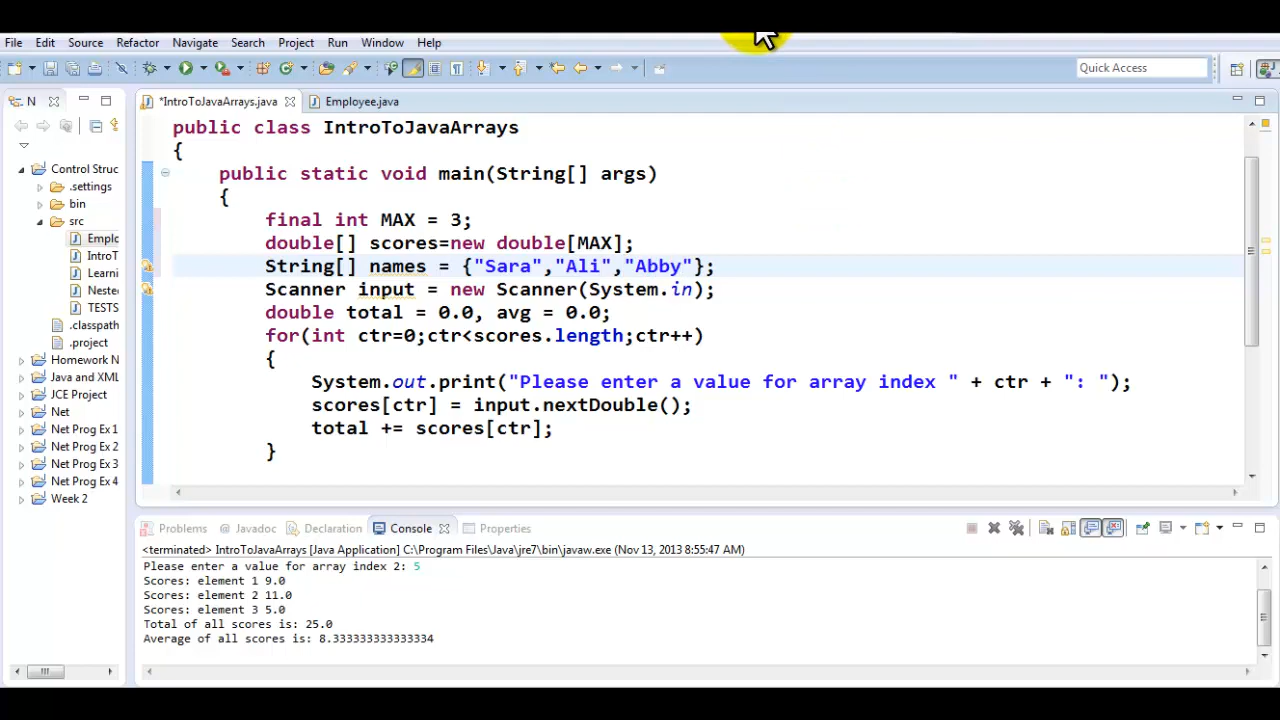 File Edit Source Refactor Navigate Search Project Run Window Help
Quick Access
N
*IntroToJavaArrays.java
Employee.java
Control Struc
.settings
bin
src
Emplo
IntroT
Learni
Neste
TESTS
.classpath
.project
Homework N
Java and XML
JCE Project
Net
Net Prog Ex 1
Net Prog Ex 2
Net Prog Ex 3
Net Prog Ex 4
Week 2
public class IntroToJavaArrays
{
public static void main(String[] args)
{
final int MAX = 3;
double[] scores=new double[MAX];
String[] names = {"Sara","Ali","Abby"};
Scanner input = new Scanner(System.in);
double total = 0.0, avg = 0.0;
for(int ctr=0;ctr<scores.length;ctr++)
{
System.out.print("Please enter a value for array index " + ctr + ": ");
scores[ctr] = input.nextDouble();
total += scores[ctr];
}
Problems @ Javadoc Declaration Console Properties
<terminated> IntroToJavaArrays [Java Application] C:\Program Files\Java\jre7\bin\javaw.exe (Nov 13, 2013 8:55:47 AM)
Please enter a value for array index 2: 5
Scores: element 1 9.0
Scores: element 2 11.0
Scores: element 3 5.0
Total of all scores is: 25.0
Average of all scores is: 8.333333333333334